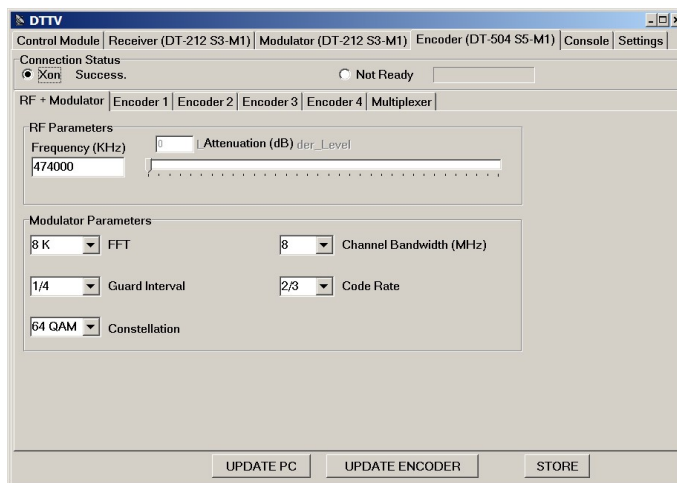 DTTV
Control Module Receiver (DT-212 S3-M1) Modulator (DT-212 S3-M1) Encoder (DT-504 S5-M1) Console Settings
Connection Status
Xon Success. Not Ready
RF + Modulator Encoder 1 Encoder 2 Encoder 3 Encoder 4 Multiplexer
RF Parameters
Frequency (KHz) 0 L Attenuation (dB) der_Level
474000
Modulator Parameters
8 K FFT 8 Channel Bandwidth (MHz)
1/4 Guard Interval 2/3 Code Rate
64 QAM Constellation
UPDATE PC UPDATE ENCODER STORE